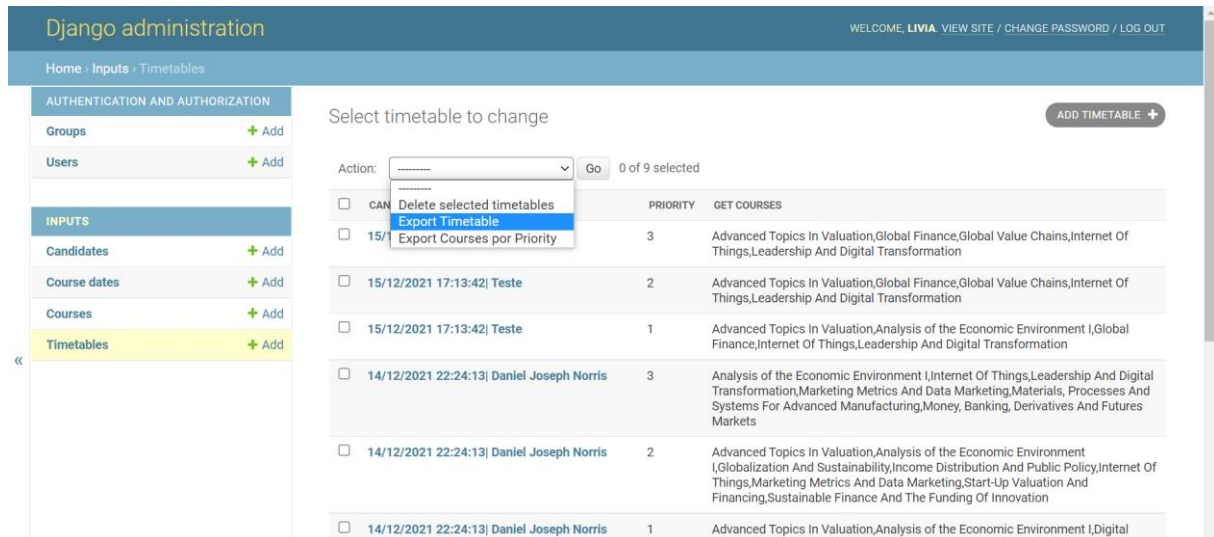 Django administration
WELCOME, LIVIA. VIEW SITE / CHANGE PASSWORD / LOG OUT
Home › Inputs › Timetables
AUTHENTICATION AND AUTHORIZATION
Groups + Add
Users + Add
INPUTS
Candidates + Add
Course dates + Add
Courses + Add
Timetables + Add
«
Select timetable to change
ADD TIMETABLE +
Action: --------- Go 0 of 9 selected
---------
Delete selected timetables
Export Timetable
Export Courses por Priority
CAN PRIORITY GET COURSES
15/1 3 Advanced Topics In Valuation,Global Finance,Global Value Chains,Internet Of
Things,Leadership And Digital Transformation
15/12/2021 17:13:42| Teste 2 Advanced Topics In Valuation,Global Finance,Global Value Chains,Internet Of
Things,Leadership And Digital Transformation
15/12/2021 17:13:42| Teste 1 Advanced Topics In Valuation,Analysis of the Economic Environment I,Global
Finance,Internet Of Things,Leadership And Digital Transformation
14/12/2021 22:24:13| Daniel Joseph Norris 3 Analysis of the Economic Environment I,Internet Of Things,Leadership And Digital
Transformation,Marketing Metrics And Data Marketing,Materials, Processes And
Systems For Advanced Manufacturing,Money, Banking, Derivatives And Futures
Markets
14/12/2021 22:24:13| Daniel Joseph Norris 2 Advanced Topics In Valuation,Analysis of the Economic Environment
I,Globalization And Sustainability,Income Distribution And Public Policy,Internet Of
Things,Marketing Metrics And Data Marketing,Start-Up Valuation And
Financing,Sustainable Finance And The Funding Of Innovation
14/12/2021 22:24:13| Daniel Joseph Norris 1 Advanced Topics In Valuation,Analysis of the Economic Environment I,Digital